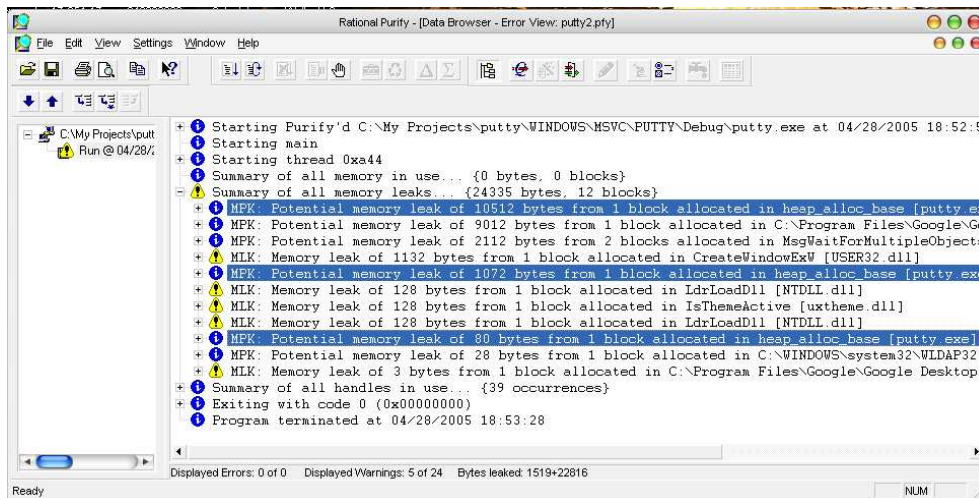 Rational Purify - [Data Browser - Error View: putty2.pfy]
File Edit View Settings Window Help
C:\My Projects\putt
Run @ 04/28/2
Starting Purify'd C:\My Projects\putty\WINDOWS\MSVC\PUTTY\Debug\putty.exe at 04/28/2005 18:52:5
Starting main
Starting thread 0xa44
Summary of all memory in use... {0 bytes, 0 blocks}
Summary of all memory leaks... {24335 bytes, 12 blocks}
MPK: Potential memory leak of 10512 bytes from 1 block allocated in heap_alloc_base [putty.ex
MPK: Potential memory leak of 9012 bytes from 1 block allocated in C:\Program Files\Google\Go
MPK: Potential memory leak of 2112 bytes from 2 blocks allocated in MsgWaitForMultipleObjects
MLK: Memory leak of 1132 bytes from 1 block allocated in CreateWindowExW [USER32.dll]
MPK: Potential memory leak of 1072 bytes from 1 block allocated in heap_alloc_base [putty.exe
MLK: Memory leak of 128 bytes from 1 block allocated in LdrLoadDll [NTDLL.dll]
MLK: Memory leak of 128 bytes from 1 block allocated in IsThemeActive [uxtheme.dll]
MLK: Memory leak of 128 bytes from 1 block allocated in LdrLoadDll [NTDLL.dll]
MPK: Potential memory leak of 80 bytes from 1 block allocated in heap_alloc_base [putty.exe]
MPK: Potential memory leak of 28 bytes from 1 block allocated in C:\WINDOWS\system32\WLDAP32
MLK: Memory leak of 3 bytes from 1 block allocated in C:\Program Files\Google\Google Desktop
Summary of all handles in use... {39 occurrences}
Exiting with code 0 (0x00000000)
Program terminated at 04/28/2005 18:53:28
Displayed Errors: 0 of 0 Displayed Warnings: 5 of 24 Bytes leaked: 1519+22816
Ready NUM